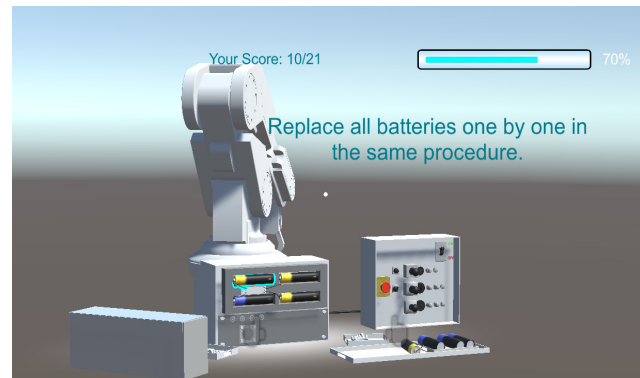 Your Score: 10/21
70%
Replace all batteries one by one in
the same procedure.